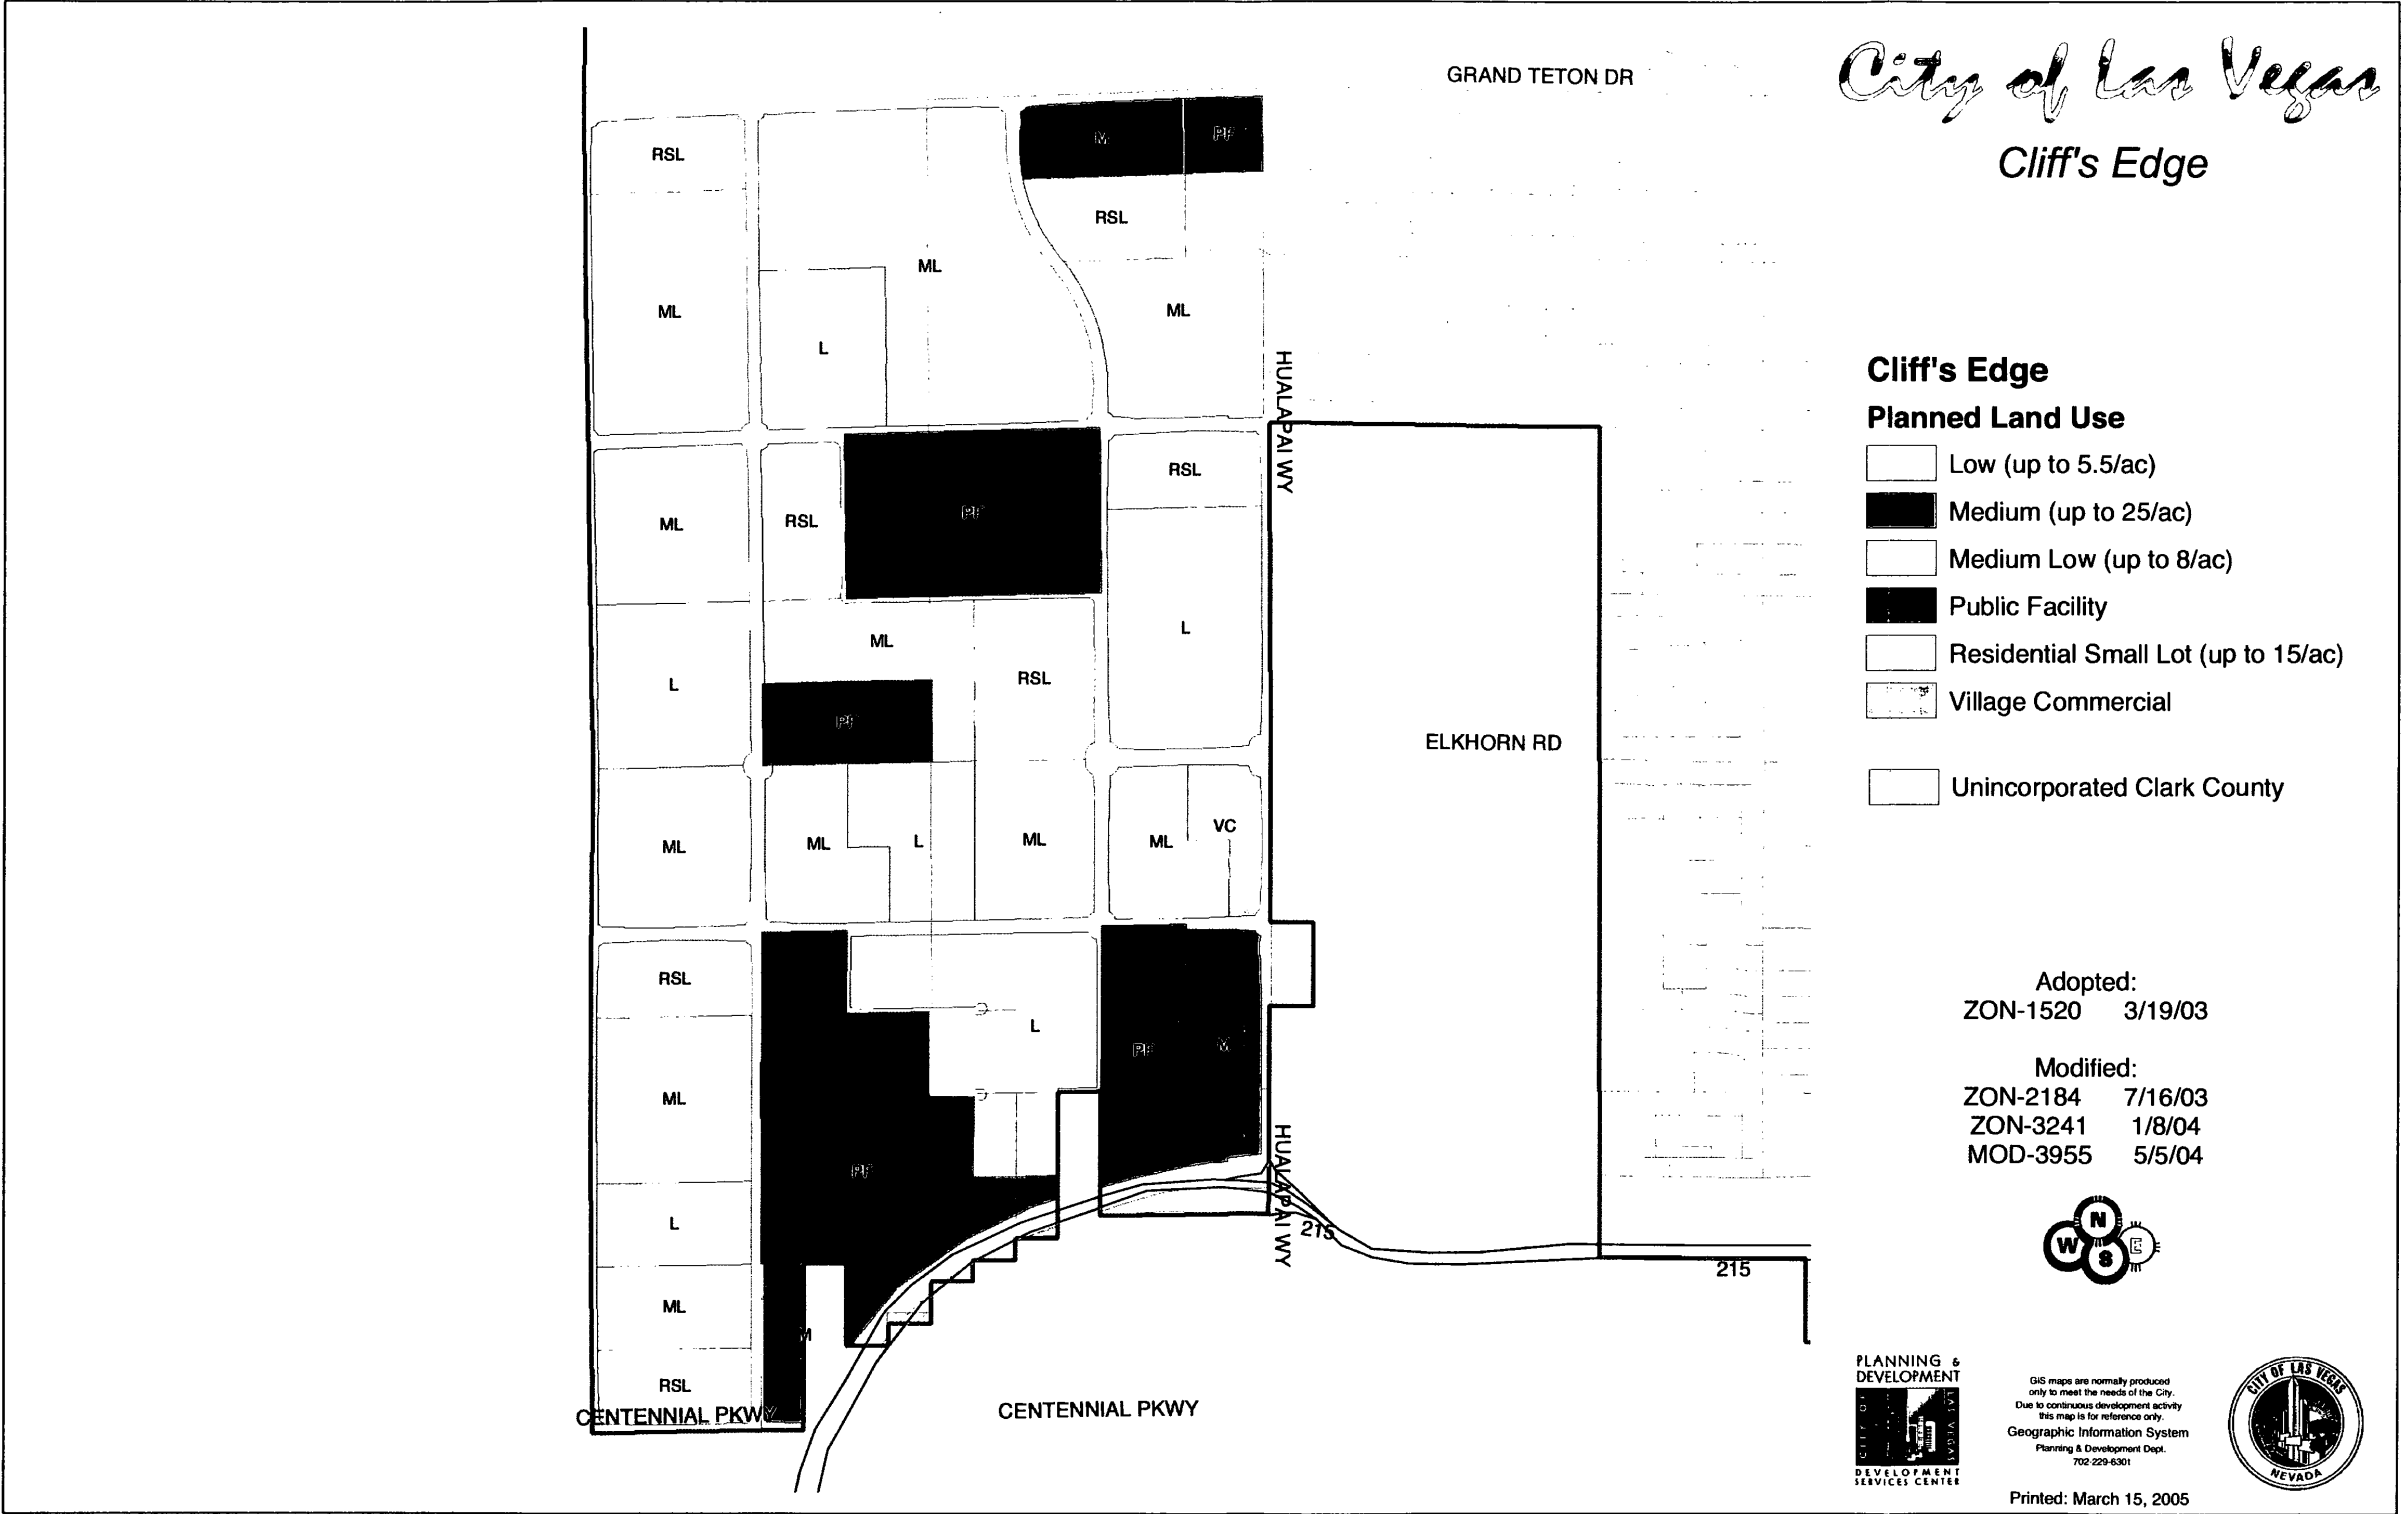 City of Las Vegas
Cliff's Edge
GRAND TETON DR
RSL
M
PF
RSL
ML
ML
ML
L
HUALAPAI WY
RSL
ML
RSL
PF
L
ML
RSL
L
PF
ELKHORN RD
VC
ML
ML
L
ML
ML
RSL
L
PF
M
ML
PF
L
HUALAPAI WY
215
215
ML
M
RSL
CENTENNIAL PKWY
CENTENNIAL PKWY
Cliff's Edge
Planned Land Use
Low (up to 5.5/ac)
Medium (up to 25/ac)
Medium Low (up to 8/ac)
Public Facility
Residential Small Lot (up to 15/ac)
Village Commercial
Unincorporated Clark County
Adopted:
ZON-1520 3/19/03
Modified:
ZON-2184 7/16/03
ZON-3241 1/8/04
MOD-3955 5/5/04
N
W
E
S
PLANNING &
DEVELOPMENT
CITY OF
LAS VEGAS
DEVELOPMENT
SERVICES CENTER
GIS maps are normally produced
only to meet the needs of the City.
Due to continuous development activity
this map is for reference only.
Geographic Information System
Planning & Development Dept.
702-229-6301
CITY OF LAS VEGAS
NEVADA
Printed: March 15, 2005